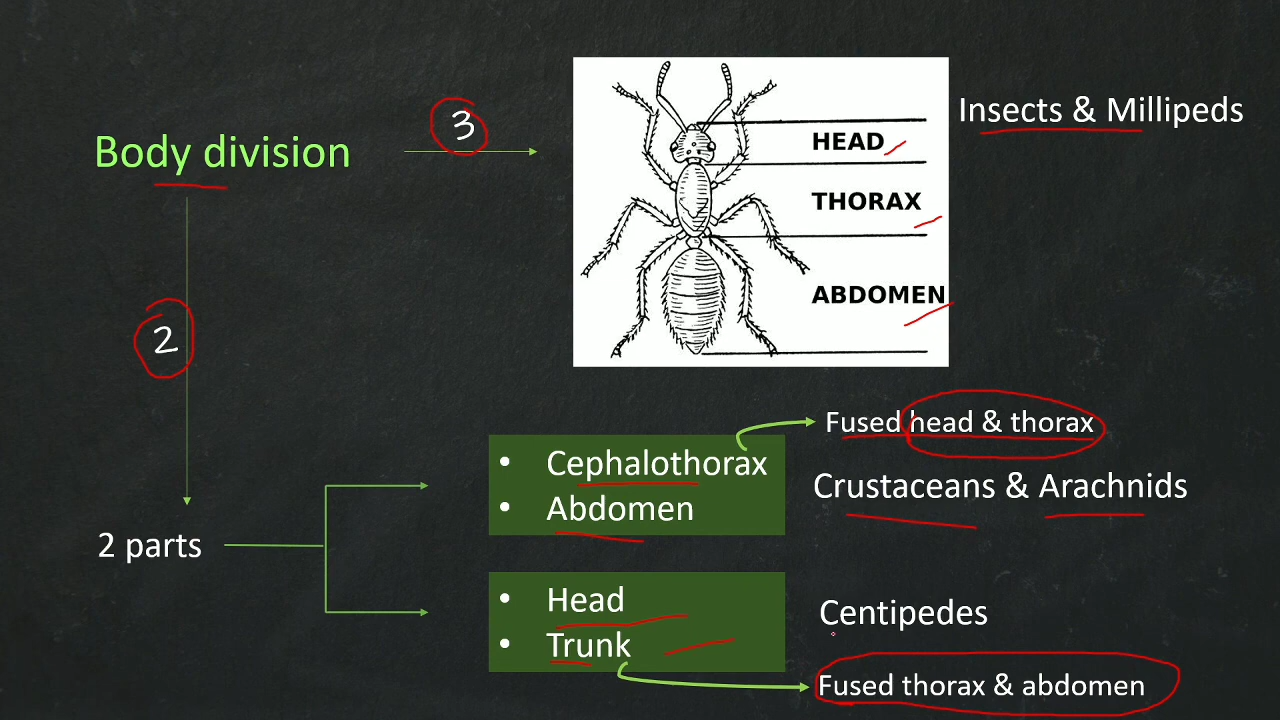 Body division
3
HEAD
THORAX
ABDOMEN
Insects & Millipeds
2
2 parts
• Cephalothorax
• Abdomen
Fused head & thorax
Crustaceans & Arachnids
• Head
• Trunk
Centipedes
Fused thorax & abdomen